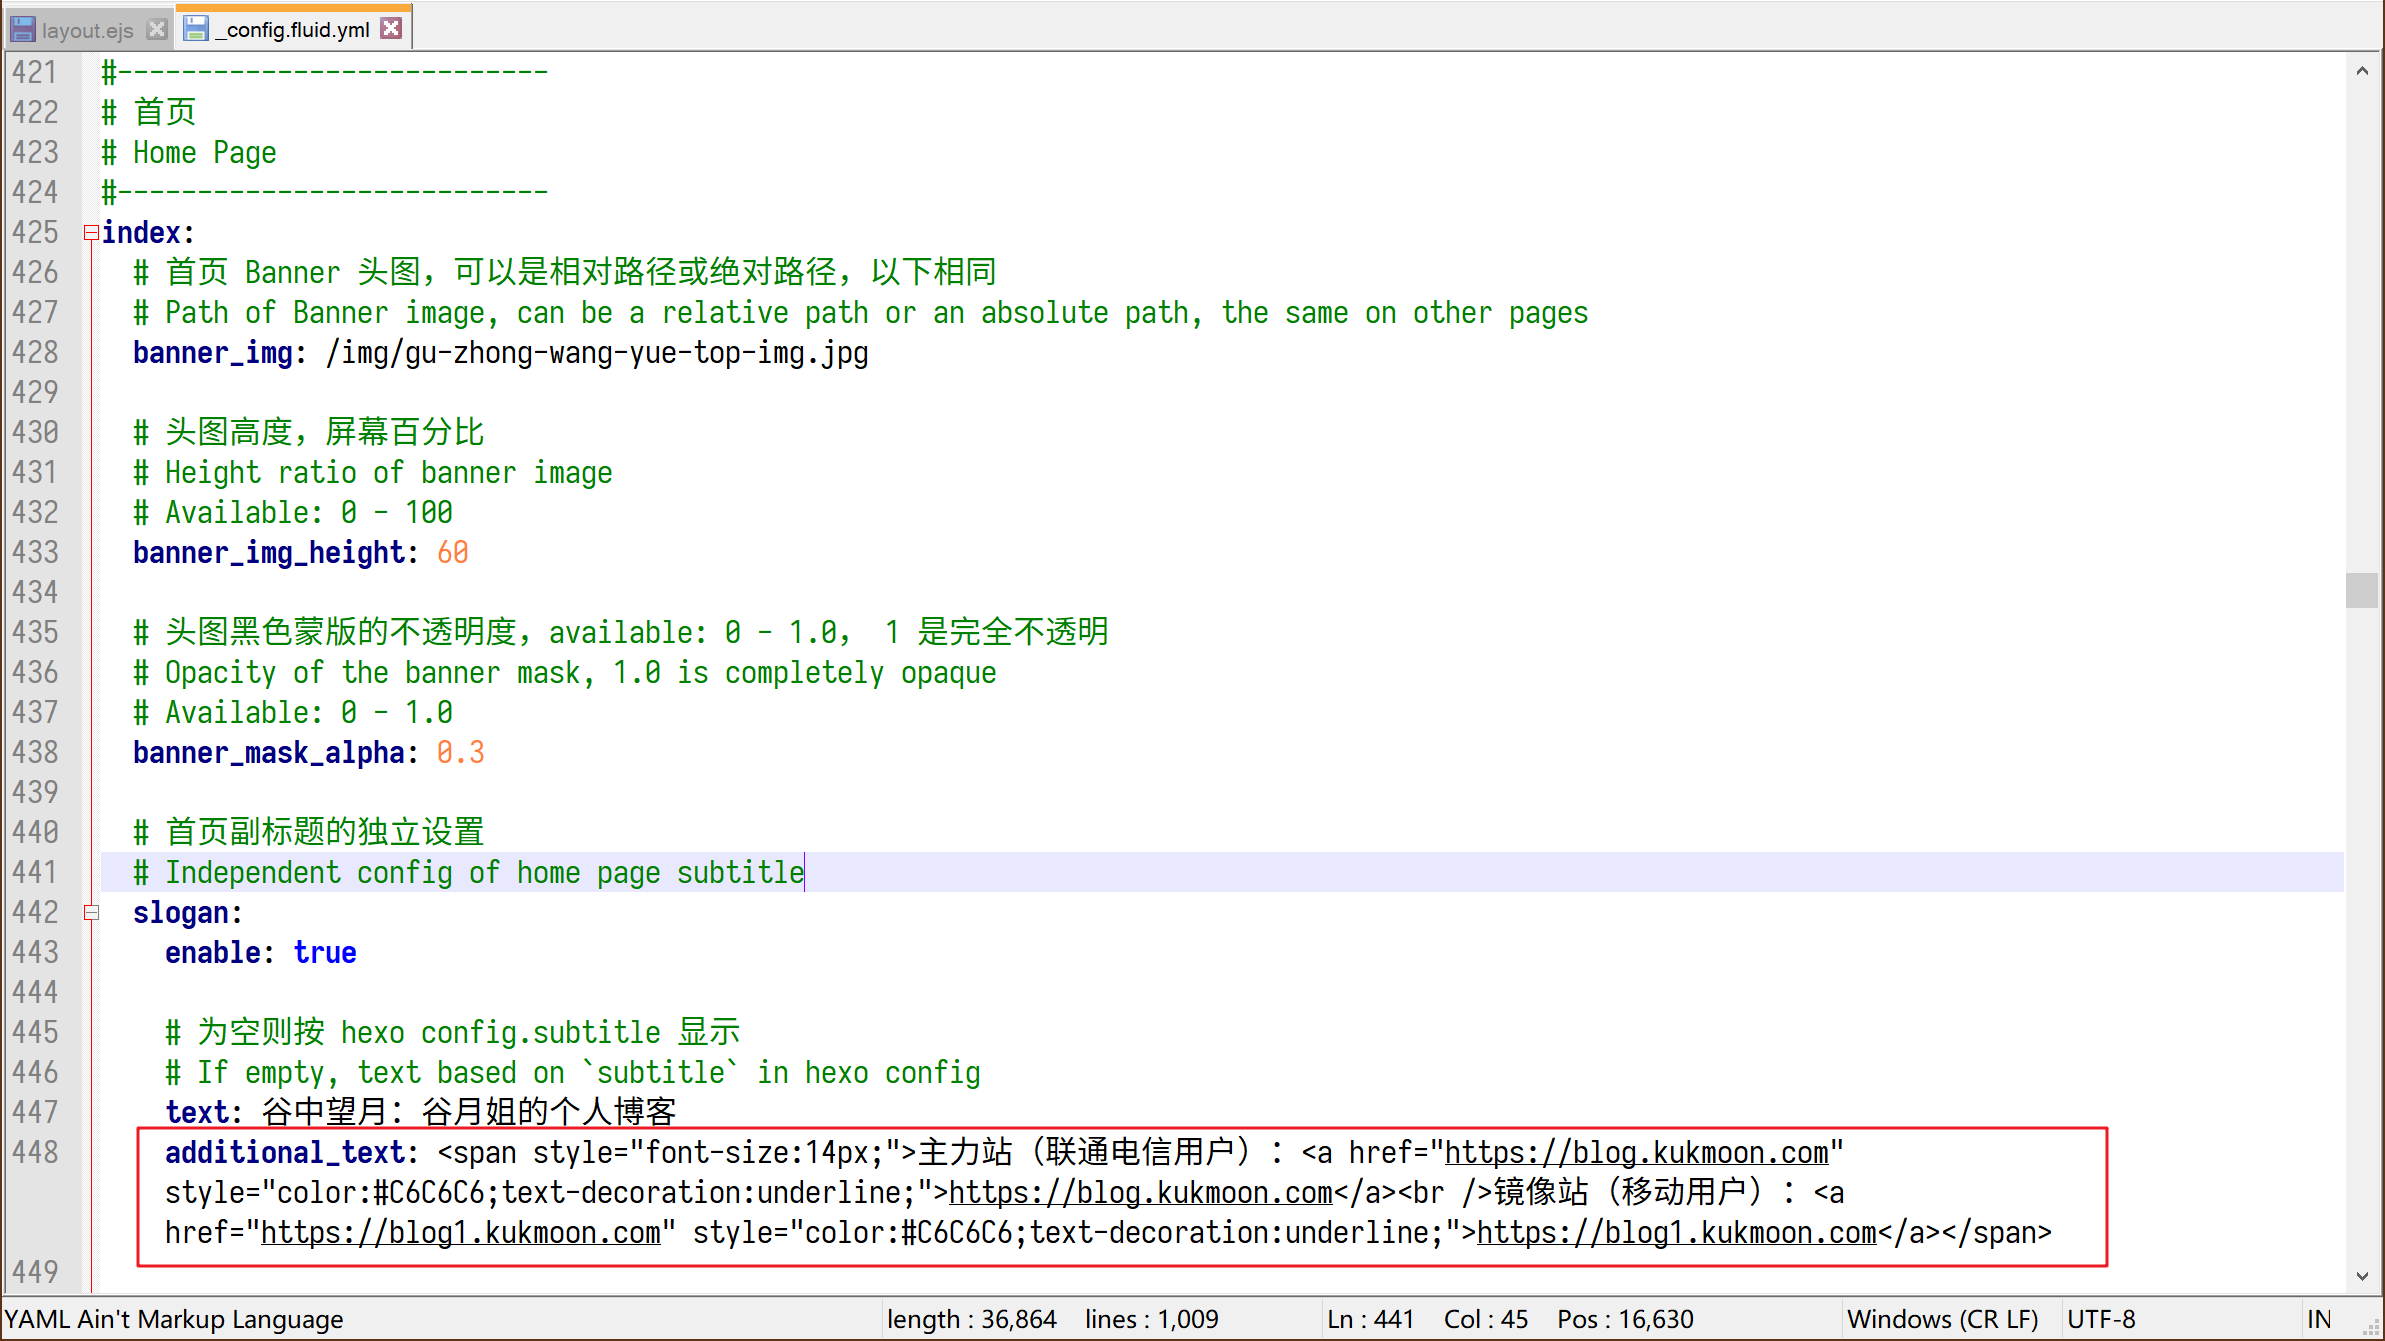 layout.ejs _config.fluid.yml
421 #---------------------------
422 # 首页
423 # Home Page
424 #---------------------------
425 index:
426 # 首页 Banner 头图，可以是相对路径或绝对路径，以下相同
427 # Path of Banner image, can be a relative path or an absolute path, the same on other pages
428 banner_img: /img/gu-zhong-wang-yue-top-img.jpg
429
430 # 头图高度，屏幕百分比
431 # Height ratio of banner image
432 # Available: 0 - 100
433 banner_img_height: 60
434
435 # 头图黑色蒙版的不透明度，available: 0 - 1.0， 1 是完全不透明
436 # Opacity of the banner mask, 1.0 is completely opaque
437 # Available: 0 - 1.0
438 banner_mask_alpha: 0.3
439
440 # 首页副标题的独立设置
441 # Independent config of home page subtitle
442 slogan:
443 enable: true
444
445 # 为空则按 hexo config.subtitle 显示
446 # If empty, text based on `subtitle` in hexo config
447 text: 谷中望月：谷月姐的个人博客
448 additional_text: <span style="font-size:14px;">主力站（联通电信用户）：<a href="https://blog.kukmoon.com"
style="color:#C6C6C6;text-decoration:underline;">https://blog.kukmoon.com</a><br />镜像站（移动用户）：<a
href="https://blog1.kukmoon.com" style="color:#C6C6C6;text-decoration:underline;">https://blog1.kukmoon.com</a></span>
449
YAML Ain't Markup Language length : 36,864 lines : 1,009 Ln : 441 Col : 45 Pos : 16,630 Windows (CR LF) UTF-8 IN